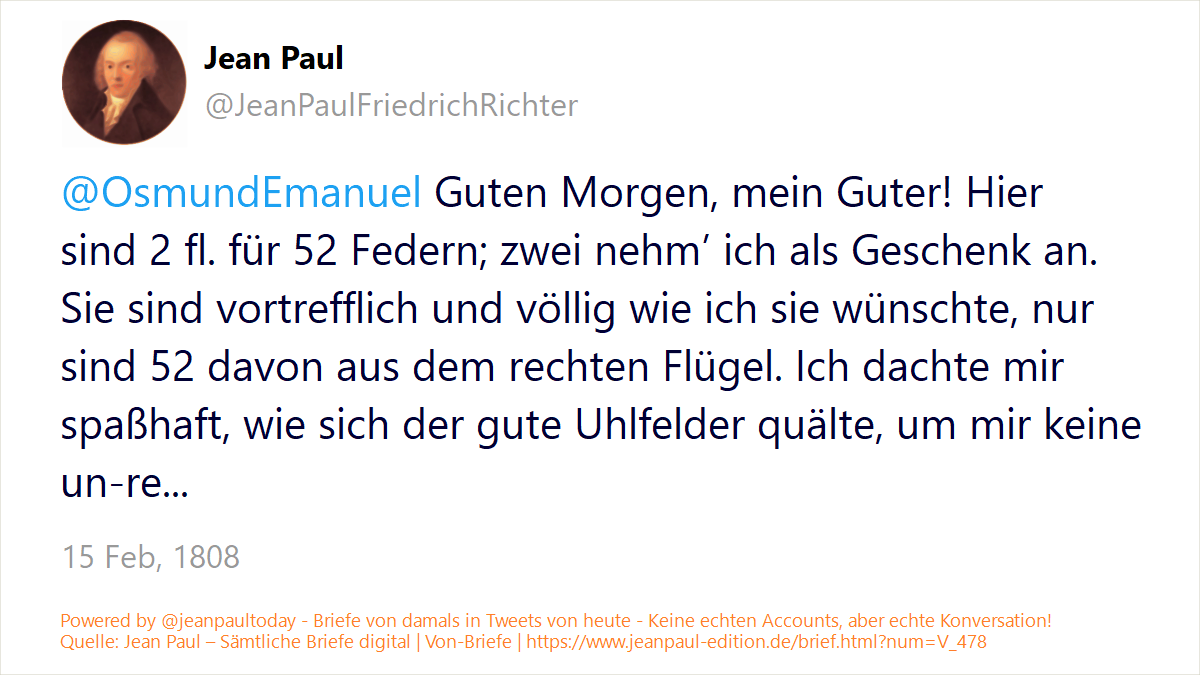 Jean Paul
@JeanPaulFriedrichRichter
@OsmundEmanuel Guten Morgen, mein Guter! Hier
sind 2 fl. für 52 Federn; zwei nehm’ ich als Geschenk an.
Sie sind vortrefflich und völlig wie ich sie wünschte, nur
sind 52 davon aus dem rechten Flügel. Ich dachte mir
spaßhaft, wie sich der gute Uhlfelder quälte, um mir keine
un-re...
15 Feb, 1808
Powered by @jeanpaultoday - Briefe von damals in Tweets von heute - Keine echten Accounts, aber echte Konversation!
Quelle: Jean Paul – Sämtliche Briefe digital | Von-Briefe | https://www.jeanpaul-edition.de/brief.html?num=V_478